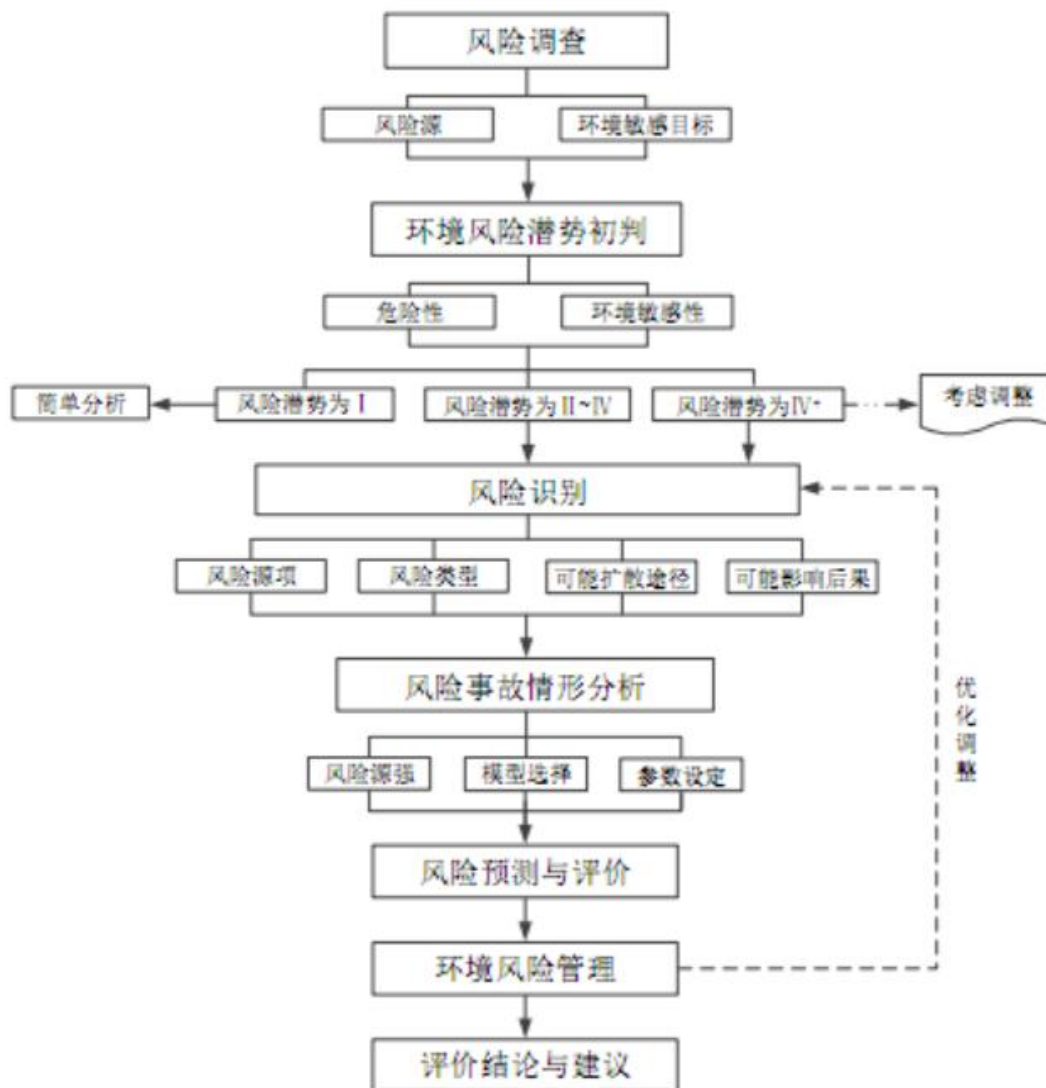 风险调查
风险源
环境敏感目标
环境风险潜势初判
危险性
环境敏感性
简单分析
风险潜势为Ⅰ
风险潜势为Ⅱ~Ⅳ
风险潜势为Ⅳ+
考虑调整
风险识别
风险源项
风险类型
可能扩散途径
可能影响后果
风险事故情形分析
优化调整
风险源强
模型选择
参数设定
风险预测与评价
环境风险管理
评价结论与建议